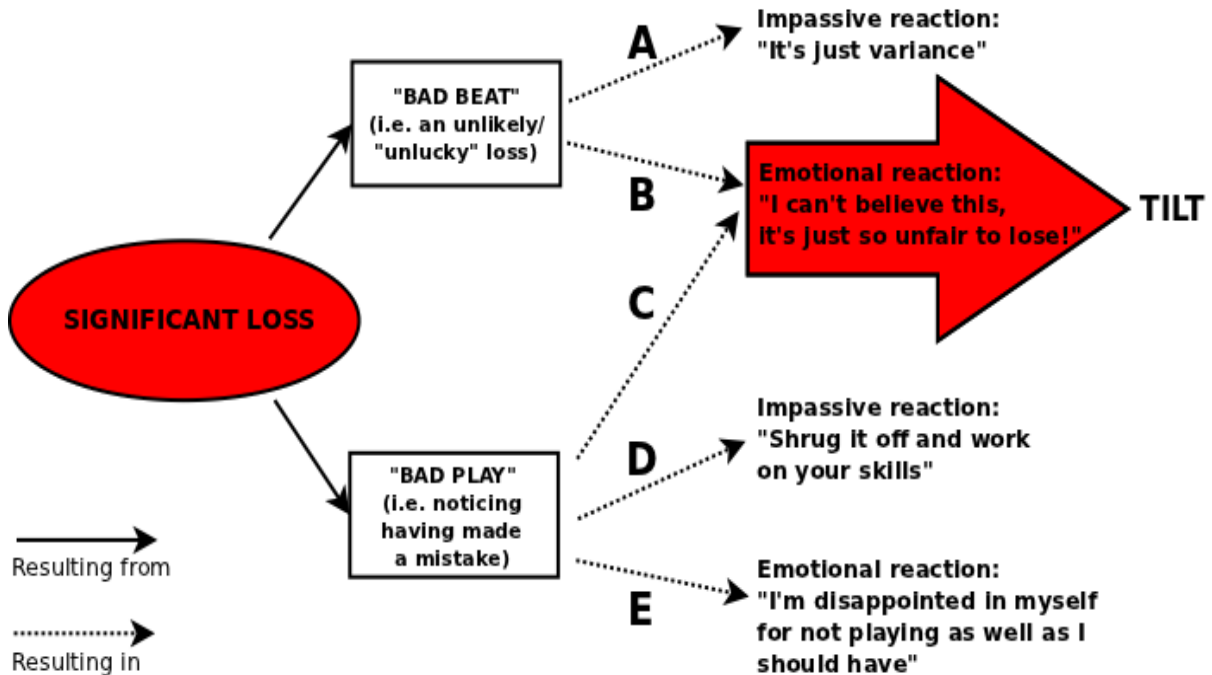 A
Impassive reaction:
"It's just variance"
"BAD BEAT"
(i.e. an unlikely/
"unlucky" loss)
B
Emotional reaction:
"I can't believe this,
it's just so unfair to lose!"
TILT
C
SIGNIFICANT LOSS
Impassive reaction:
"Shrug it off and work
on your skills"
D
"BAD PLAY"
(i.e. noticing
having made
a mistake)
E
Emotional reaction:
"I'm disappointed in myself
for not playing as well as I
should have"
Resulting from
Resulting in